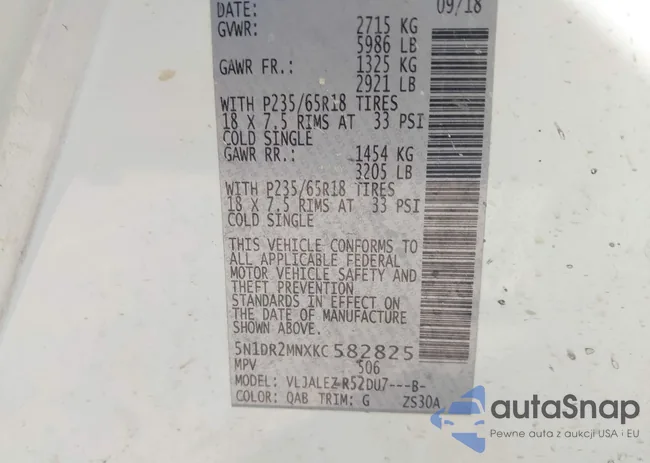 DATE: 09/18
GVWR: 2715 KG
5986 LB
GAWR FR.: 1325 KG
2921 LB
WITH P235/65R18 TIRES
18 X 7.5 RIMS AT 33 PSI
COLD SINGLE
GAWR RR.: 1454 KG
3205 LB
WITH P235/65R18 TIRES
18 X 7.5 RIMS AT 33 PSI
COLD SINGLE
THIS VEHICLE CONFORMS TO
ALL APPLICABLE FEDERAL
MOTOR VEHICLE SAFETY AND
THEFT PREVENTION
STANDARDS IN EFFECT ON
THE DATE OF MANUFACTURE
SHOWN ABOVE.
5N1DR2MNXKC582825
MPV 506
MODEL: VLJALEZ-R52DU7---B-
COLOR: QAB TRIM: G ZS30A
autaSnap
Pewne auta z aukcji USA i EU